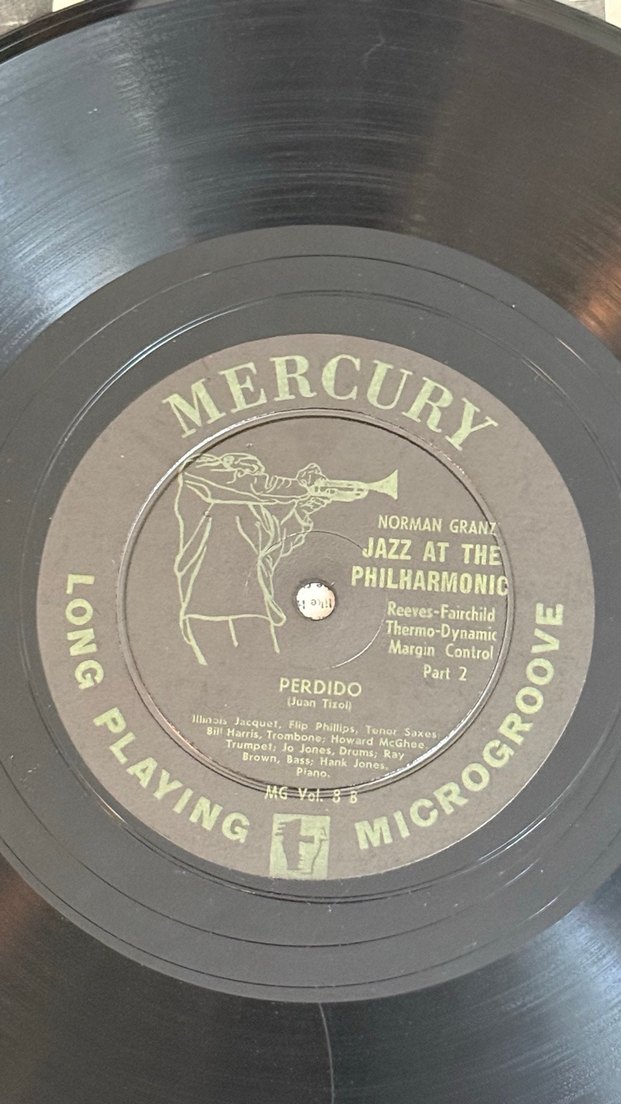 MERCURY
NORMAN GRANZ
JAZZ AT THE
PHILHARMONIC
Reeves-Fairchild
Thermo-Dynamic
Margin Control
Part 2
PERDIDO
(Juan Tizol)
Illinois Jacquet, Flip Phillips, Tenor Saxes,
Bill Harris, Trombone; Howard McGhee,
Trumpet; Jo Jones, Drums; Ray
Brown, Bass; Hank Jones,
Piano.
MG Vol. 8 B
LONG PLAYING MICROGROOVE